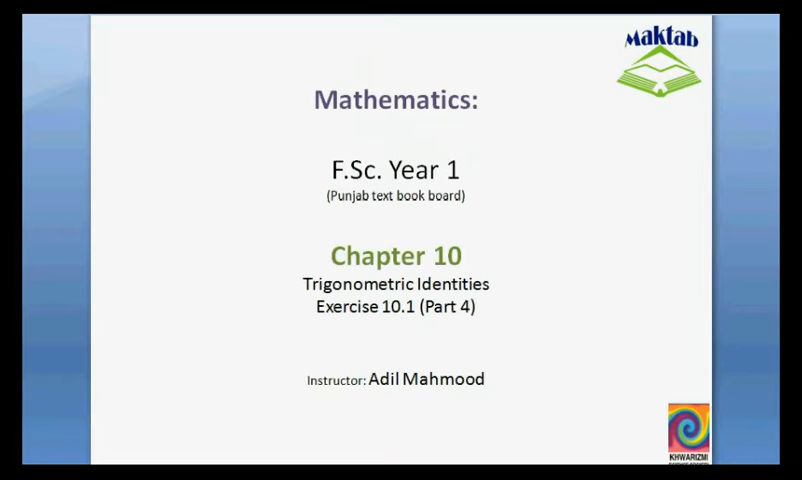 Maktab
Mathematics:
F.Sc. Year 1
(Punjab text book board)
Chapter 10
Trigonometric Identities
Exercise 10.1 (Part 4)
Instructor: Adil Mahmood
KHWARIZMI